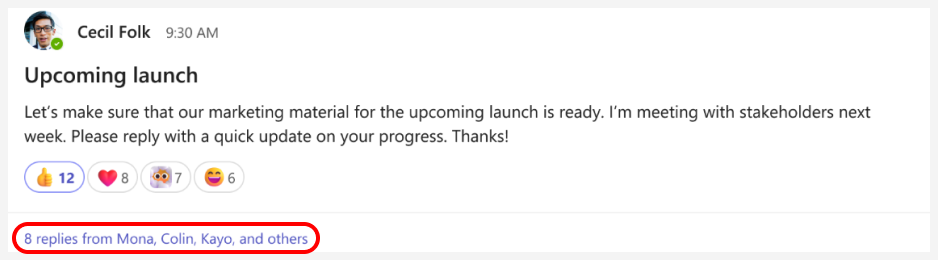 Cecil Folk 9:30 AM
Upcoming launch
Let’s make sure that our marketing material for the upcoming launch is ready. I’m meeting with stakeholders next
week. Please reply with a quick update on your progress. Thanks!
12 8 7 6
8 replies from Mona, Colin, Kayo, and others